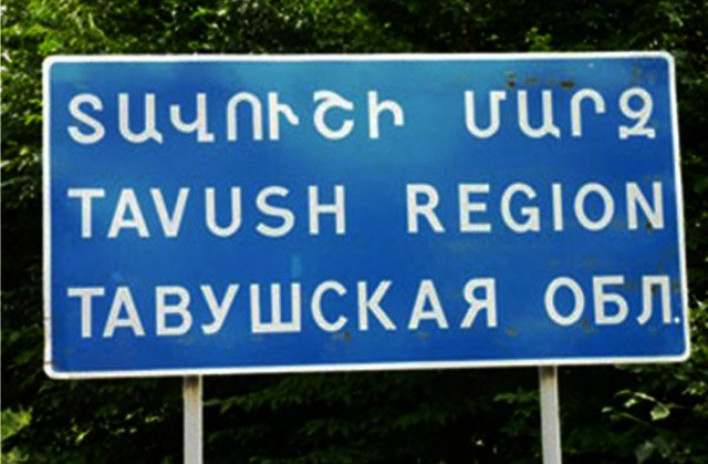 ՏԱՎՈՒՇԻ ՄԱՐԶ
TAVUSH REGION
ТАВУШСКАЯ ОБЛ.